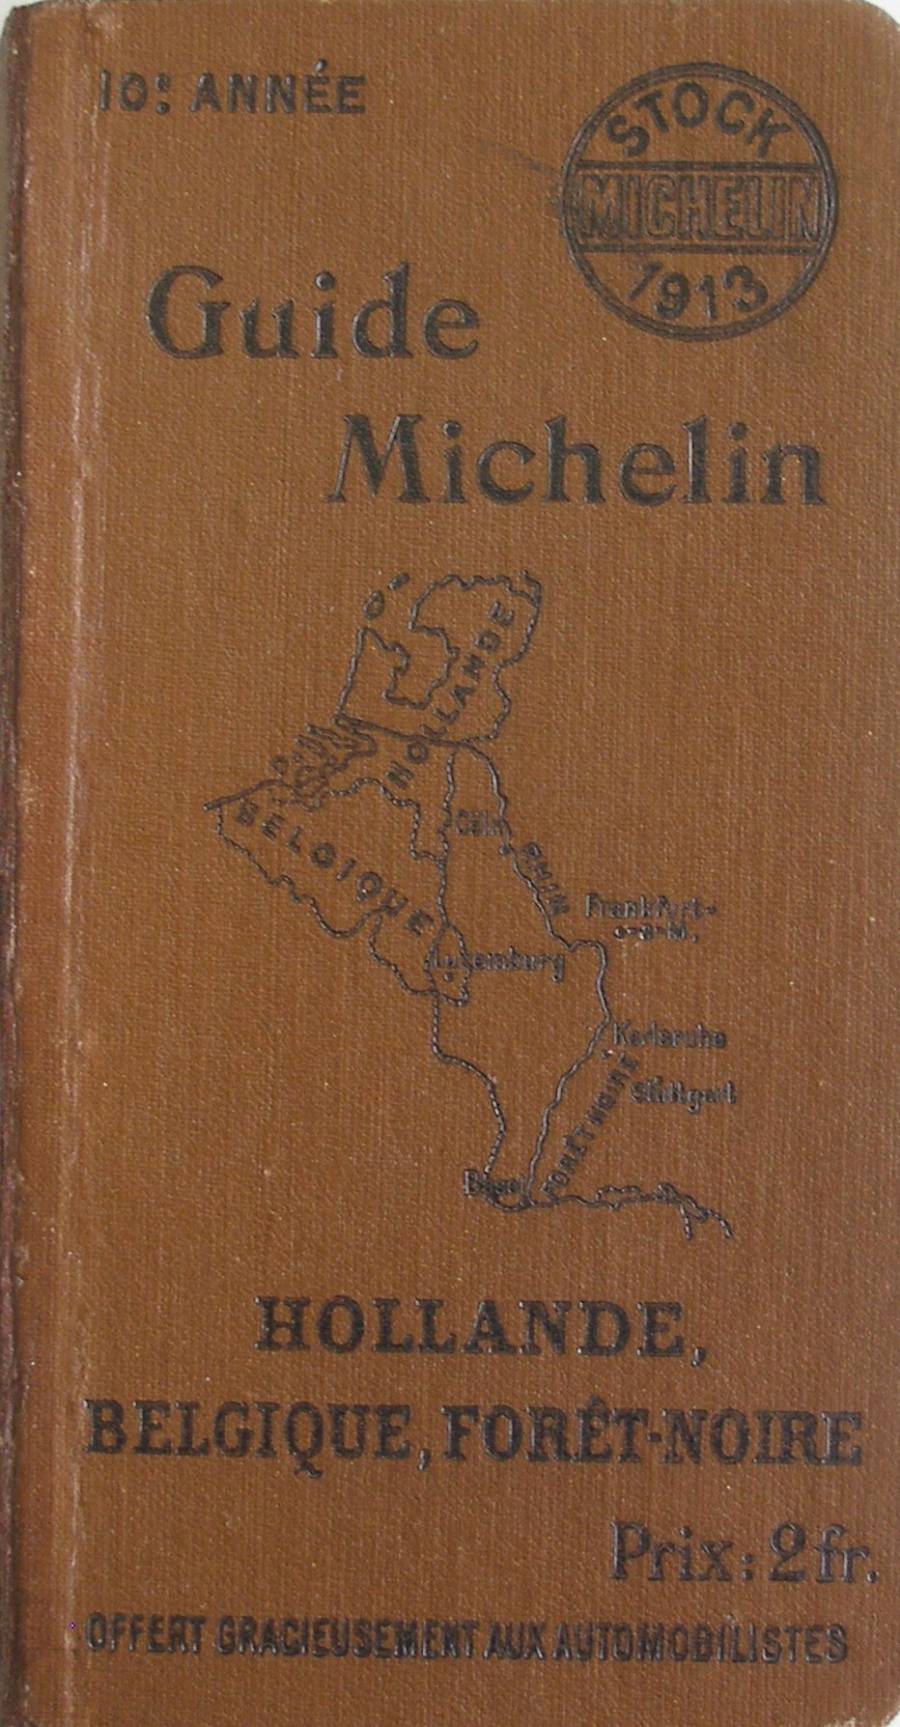 10e ANNÉE
STOCK
MICHELIN
1913
Guide
Michelin
HOLLANDE
BELGIQUE
Cöln
RHIN
Frankfurt-
-a-M.
Luxemburg
Karlsruhe
Stuttgart
FORÊT NOIRE
HOLLANDE,
BELGIQUE, FORÊT-NOIRE
Prix: 2 fr.
OFFERT GRACIEUSEMENT AUX AUTOMOBILISTES